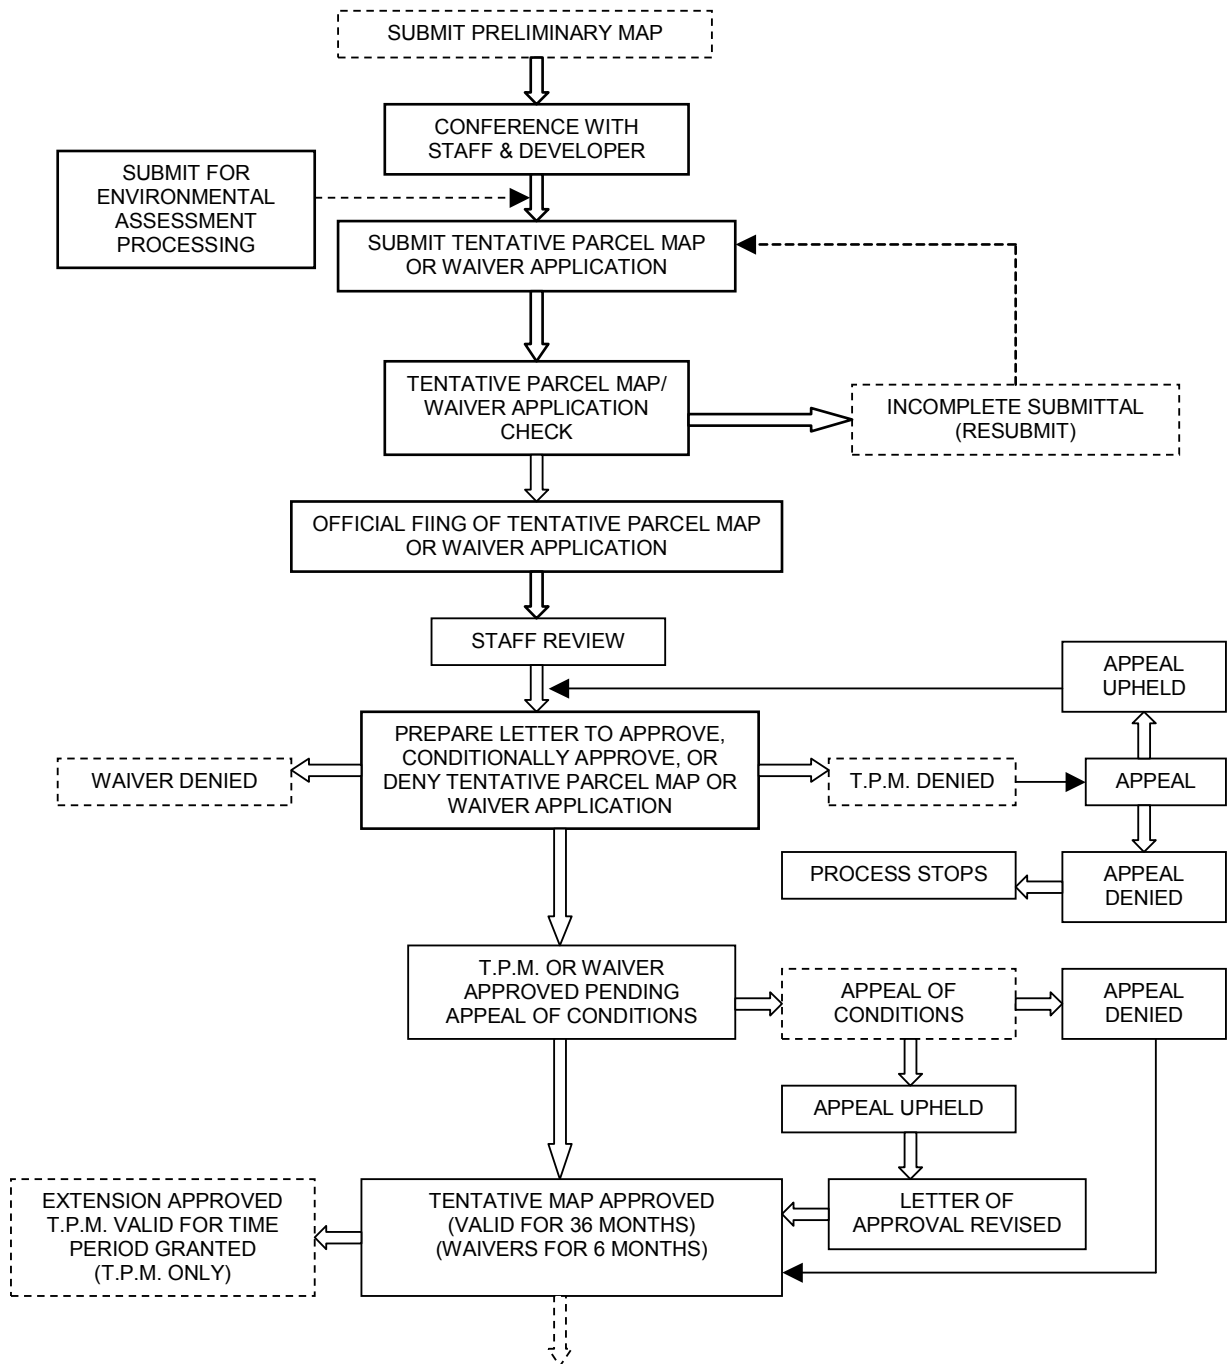 SUBMIT PRELIMINARY MAP
CONFERENCE WITH
STAFF & DEVELOPER
SUBMIT FOR
ENVIRONMENTAL
ASSESSMENT
PROCESSING
SUBMIT TENTATIVE PARCEL MAP
OR WAIVER APPLICATION
TENTATIVE PARCEL MAP/
WAIVER APPLICATION
CHECK
INCOMPLETE SUBMITTAL
(RESUBMIT)
OFFICIAL FIING OF TENTATIVE PARCEL MAP
OR WAIVER APPLICATION
STAFF REVIEW
APPEAL
UPHELD
PREPARE LETTER TO APPROVE,
CONDITIONALLY APPROVE, OR
DENY TENTATIVE PARCEL MAP OR
WAIVER APPLICATION
WAIVER DENIED
T.P.M. DENIED
APPEAL
PROCESS STOPS
APPEAL
DENIED
T.P.M. OR WAIVER
APPROVED PENDING
APPEAL OF CONDITIONS
APPEAL OF
CONDITIONS
APPEAL
DENIED
APPEAL UPHELD
EXTENSION APPROVED
T.P.M. VALID FOR TIME
PERIOD GRANTED
(T.P.M. ONLY)
TENTATIVE MAP APPROVED
(VALID FOR 36 MONTHS)
(WAIVERS FOR 6 MONTHS)
LETTER OF
APPROVAL REVISED